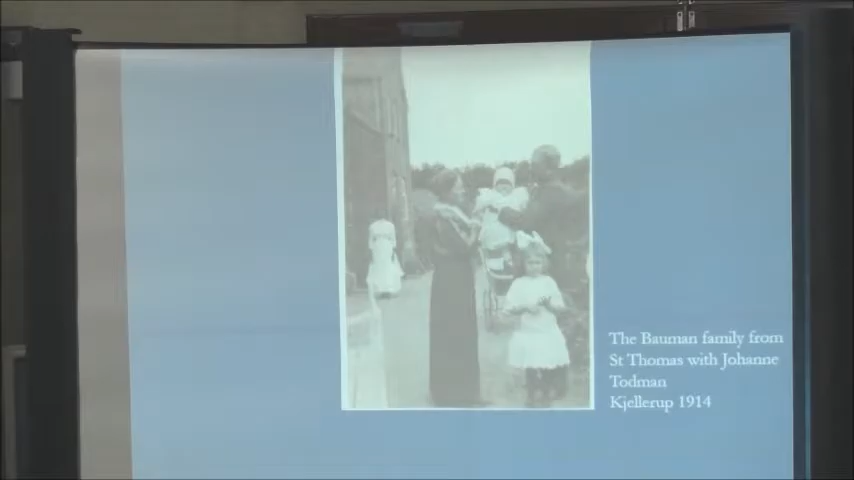 The Bauman family from
St Thomas with Johanne
Todman
Kjellerup 1914